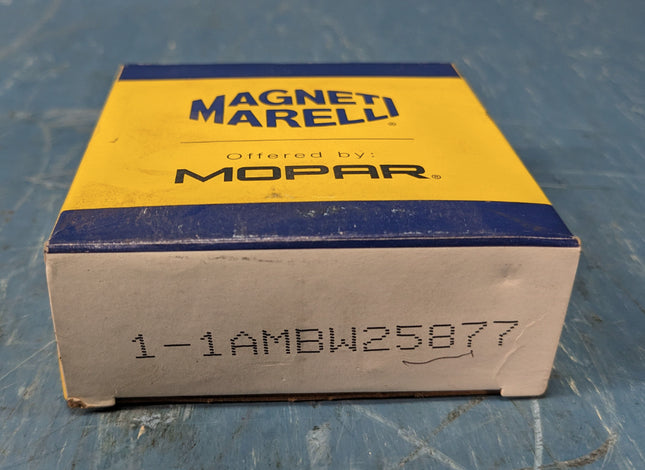 MAGNETI
MARELLI®
Offered by:
MOPAR®
1-1AMBW25877